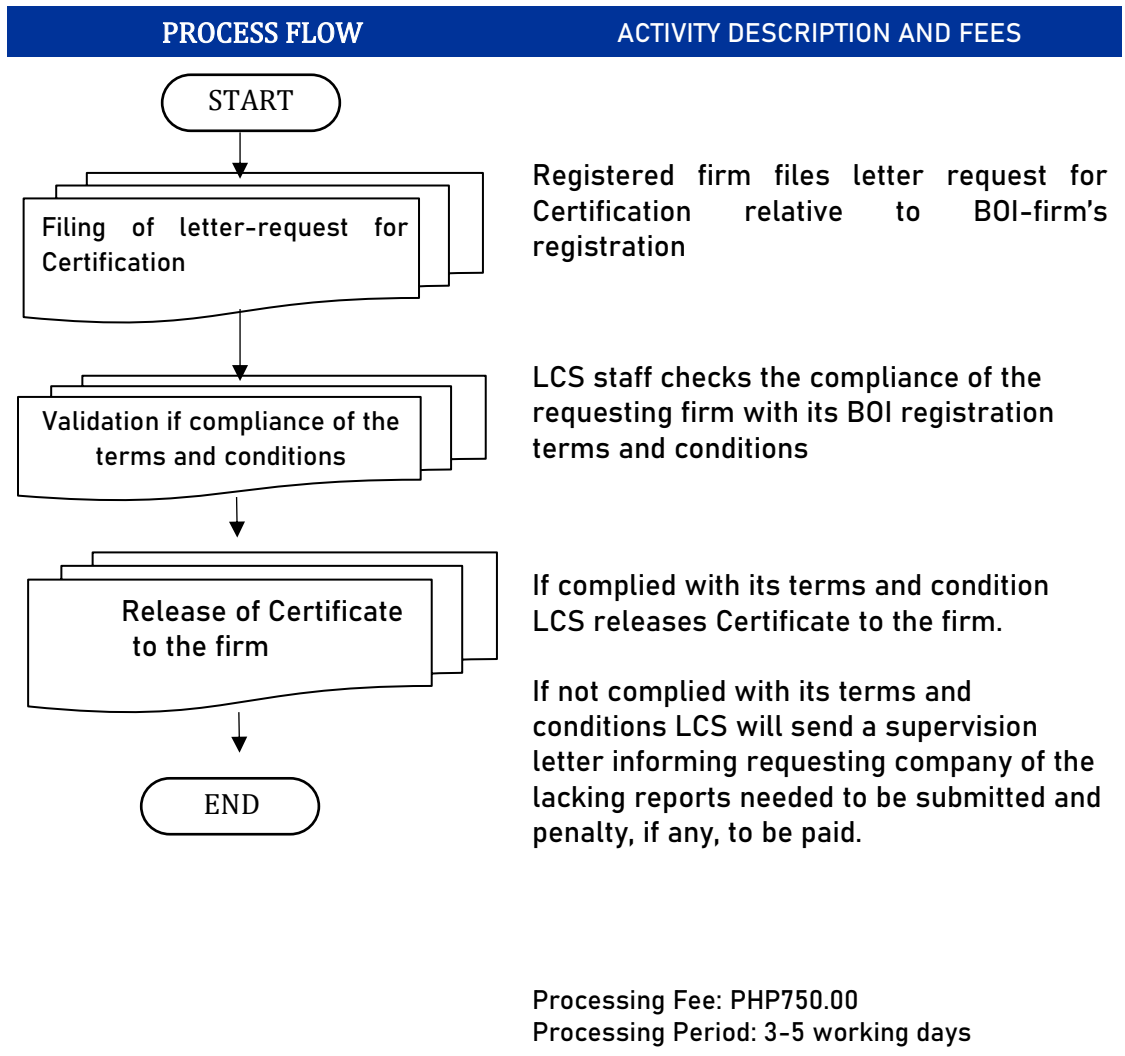 PROCESS FLOW
ACTIVITY DESCRIPTION AND FEES
START
Filing of letter-request for
Certification
Registered firm files letter request for
Certification relative to BOI-firm's
registration
Validation if compliance of the
terms and conditions
LCS staff checks the compliance of the
requesting firm with its BOI registration
terms and conditions
Release of Certificate
to the firm
If complied with its terms and condition
LCS releases Certificate to the firm.
If not complied with its terms and
conditions LCS will send a supervision
letter informing requesting company of the
lacking reports needed to be submitted and
penalty, if any, to be paid.
END
Processing Fee: PHP750.00
Processing Period: 3-5 working days